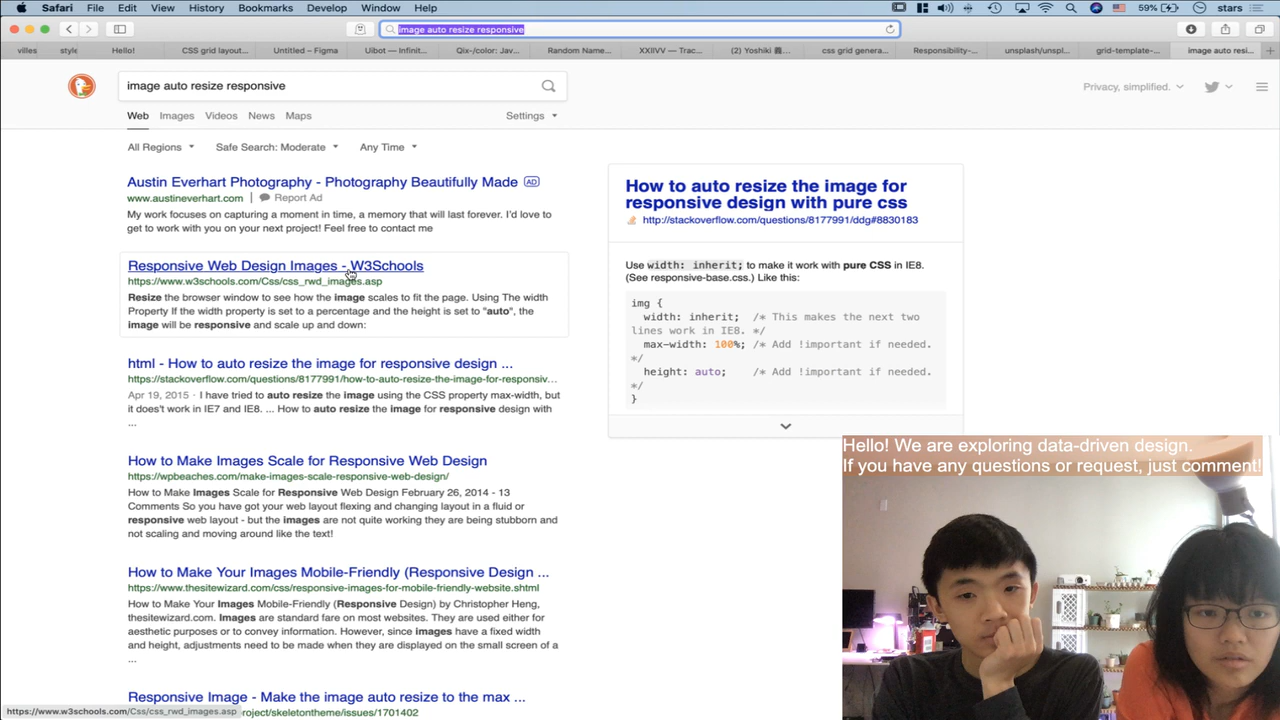 Safari File Edit View History Bookmarks Develop Window Help 59% stars
image auto resize responsive
villes style Hello! CSS grid layout... Untitled – Figma Uibot — Infinit... Qix-/color: Jav... Random Name... XXIIVV — Trac... (2) Yoshiki 義... css grid genera... Responsibility-... unsplash/unspl... grid-template-... image auto resi...
image auto resize responsive
Privacy, simplified.
Web Images Videos News Maps Settings
All Regions Safe Search: Moderate Any Time
Austin Everhart Photography - Photography Beautifully Made AD
www.austineverhart.com | Report Ad
My work focuses on capturing a moment in time, a memory that will last forever. I'd love to
get to work with you on your next project! Feel free to contact me
Responsive Web Design Images - W3Schools
https://www.w3schools.com/Css/css_rwd_images.asp
Resize the browser window to see how the image scales to fit the page. Using The width
Property If the width property is set to a percentage and the height is set to "auto", the
image will be responsive and scale up and down:
html - How to auto resize the image for responsive design ...
https://stackoverflow.com/questions/8177991/how-to-auto-resize-the-image-for-responsiv...
Apr 19, 2015 · I have tried to auto resize the image using the CSS property max-width, but
it does't work in IE7 and IE8. ... How to auto resize the image for responsive design with
...
How to Make Images Scale for Responsive Web Design
https://wpbeaches.com/make-images-scale-responsive-web-design/
How to Make Images Scale for Responsive Web Design February 26, 2014 - 13
Comments So you have got your web layout flexing and changing layout in a fluid or
responsive web layout - but the images are not quite working they are being stubborn and
not scaling and moving around like the text!
How to Make Your Images Mobile-Friendly (Responsive Design ...
https://www.thesitewizard.com/css/responsive-images-for-mobile-friendly-website.shtml
How to Make Your Images Mobile-Friendly (Responsive Design) by Christopher Heng,
thesitewizard.com. Images are standard fare on most websites. They are used either for
aesthetic purposes or to convey information. However, since images have a fixed width
and height, adjustments need to be made when they are displayed on the small screen of a
...
Responsive Image - Make the image auto resize to the max ...
https://www.w3schools.com/Css/css_rwd_images.asp roject/skeletontheme/issues/1701402
How to auto resize the image for
responsive design with pure css
http://stackoverflow.com/questions/8177991/ddg#8830183
Use width: inherit; to make it work with pure CSS in IE8.
(See responsive-base.css.) Like this:
img {
width: inherit; /* This makes the next two
lines work in IE8. */
max-width: 100%; /* Add !important if needed.
*/
height: auto; /* Add !important if needed.
*/
}
Hello! We are exploring data-driven design.
If you have any questions or request, just comment!